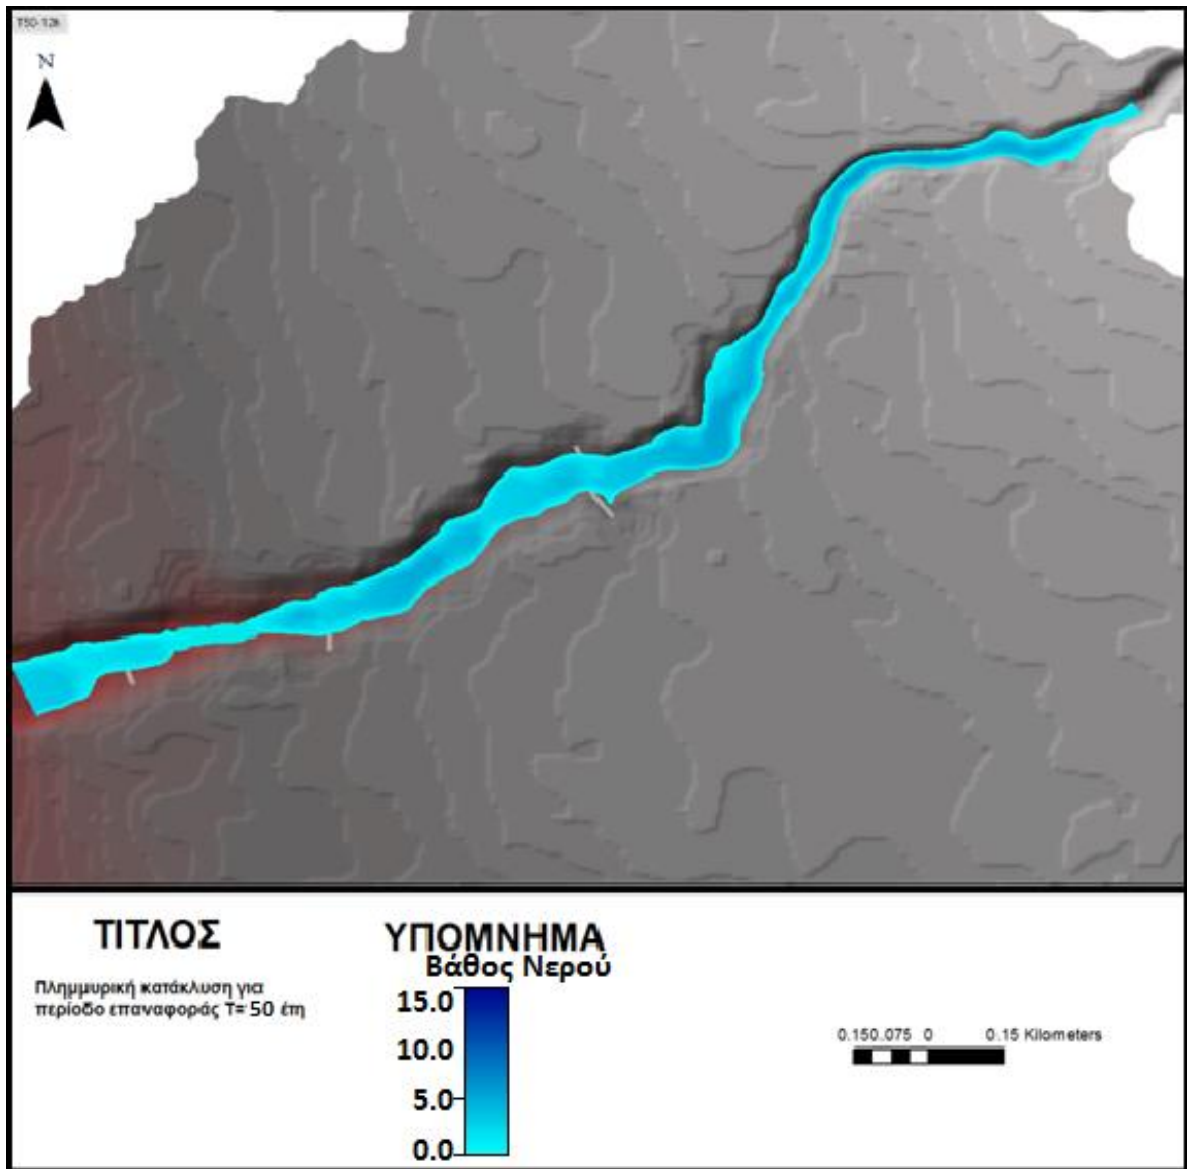 N
ΤΙΤΛΟΣ
Πλημμυρική κατάκλυση για
περίοδο επαναφοράς T= 50 έτη
ΥΠΟΜΝΗΜΑ
Βάθος Νερού
15.0
10.0
5.0
0.0
0.150.075 0 0.15 Kilometers